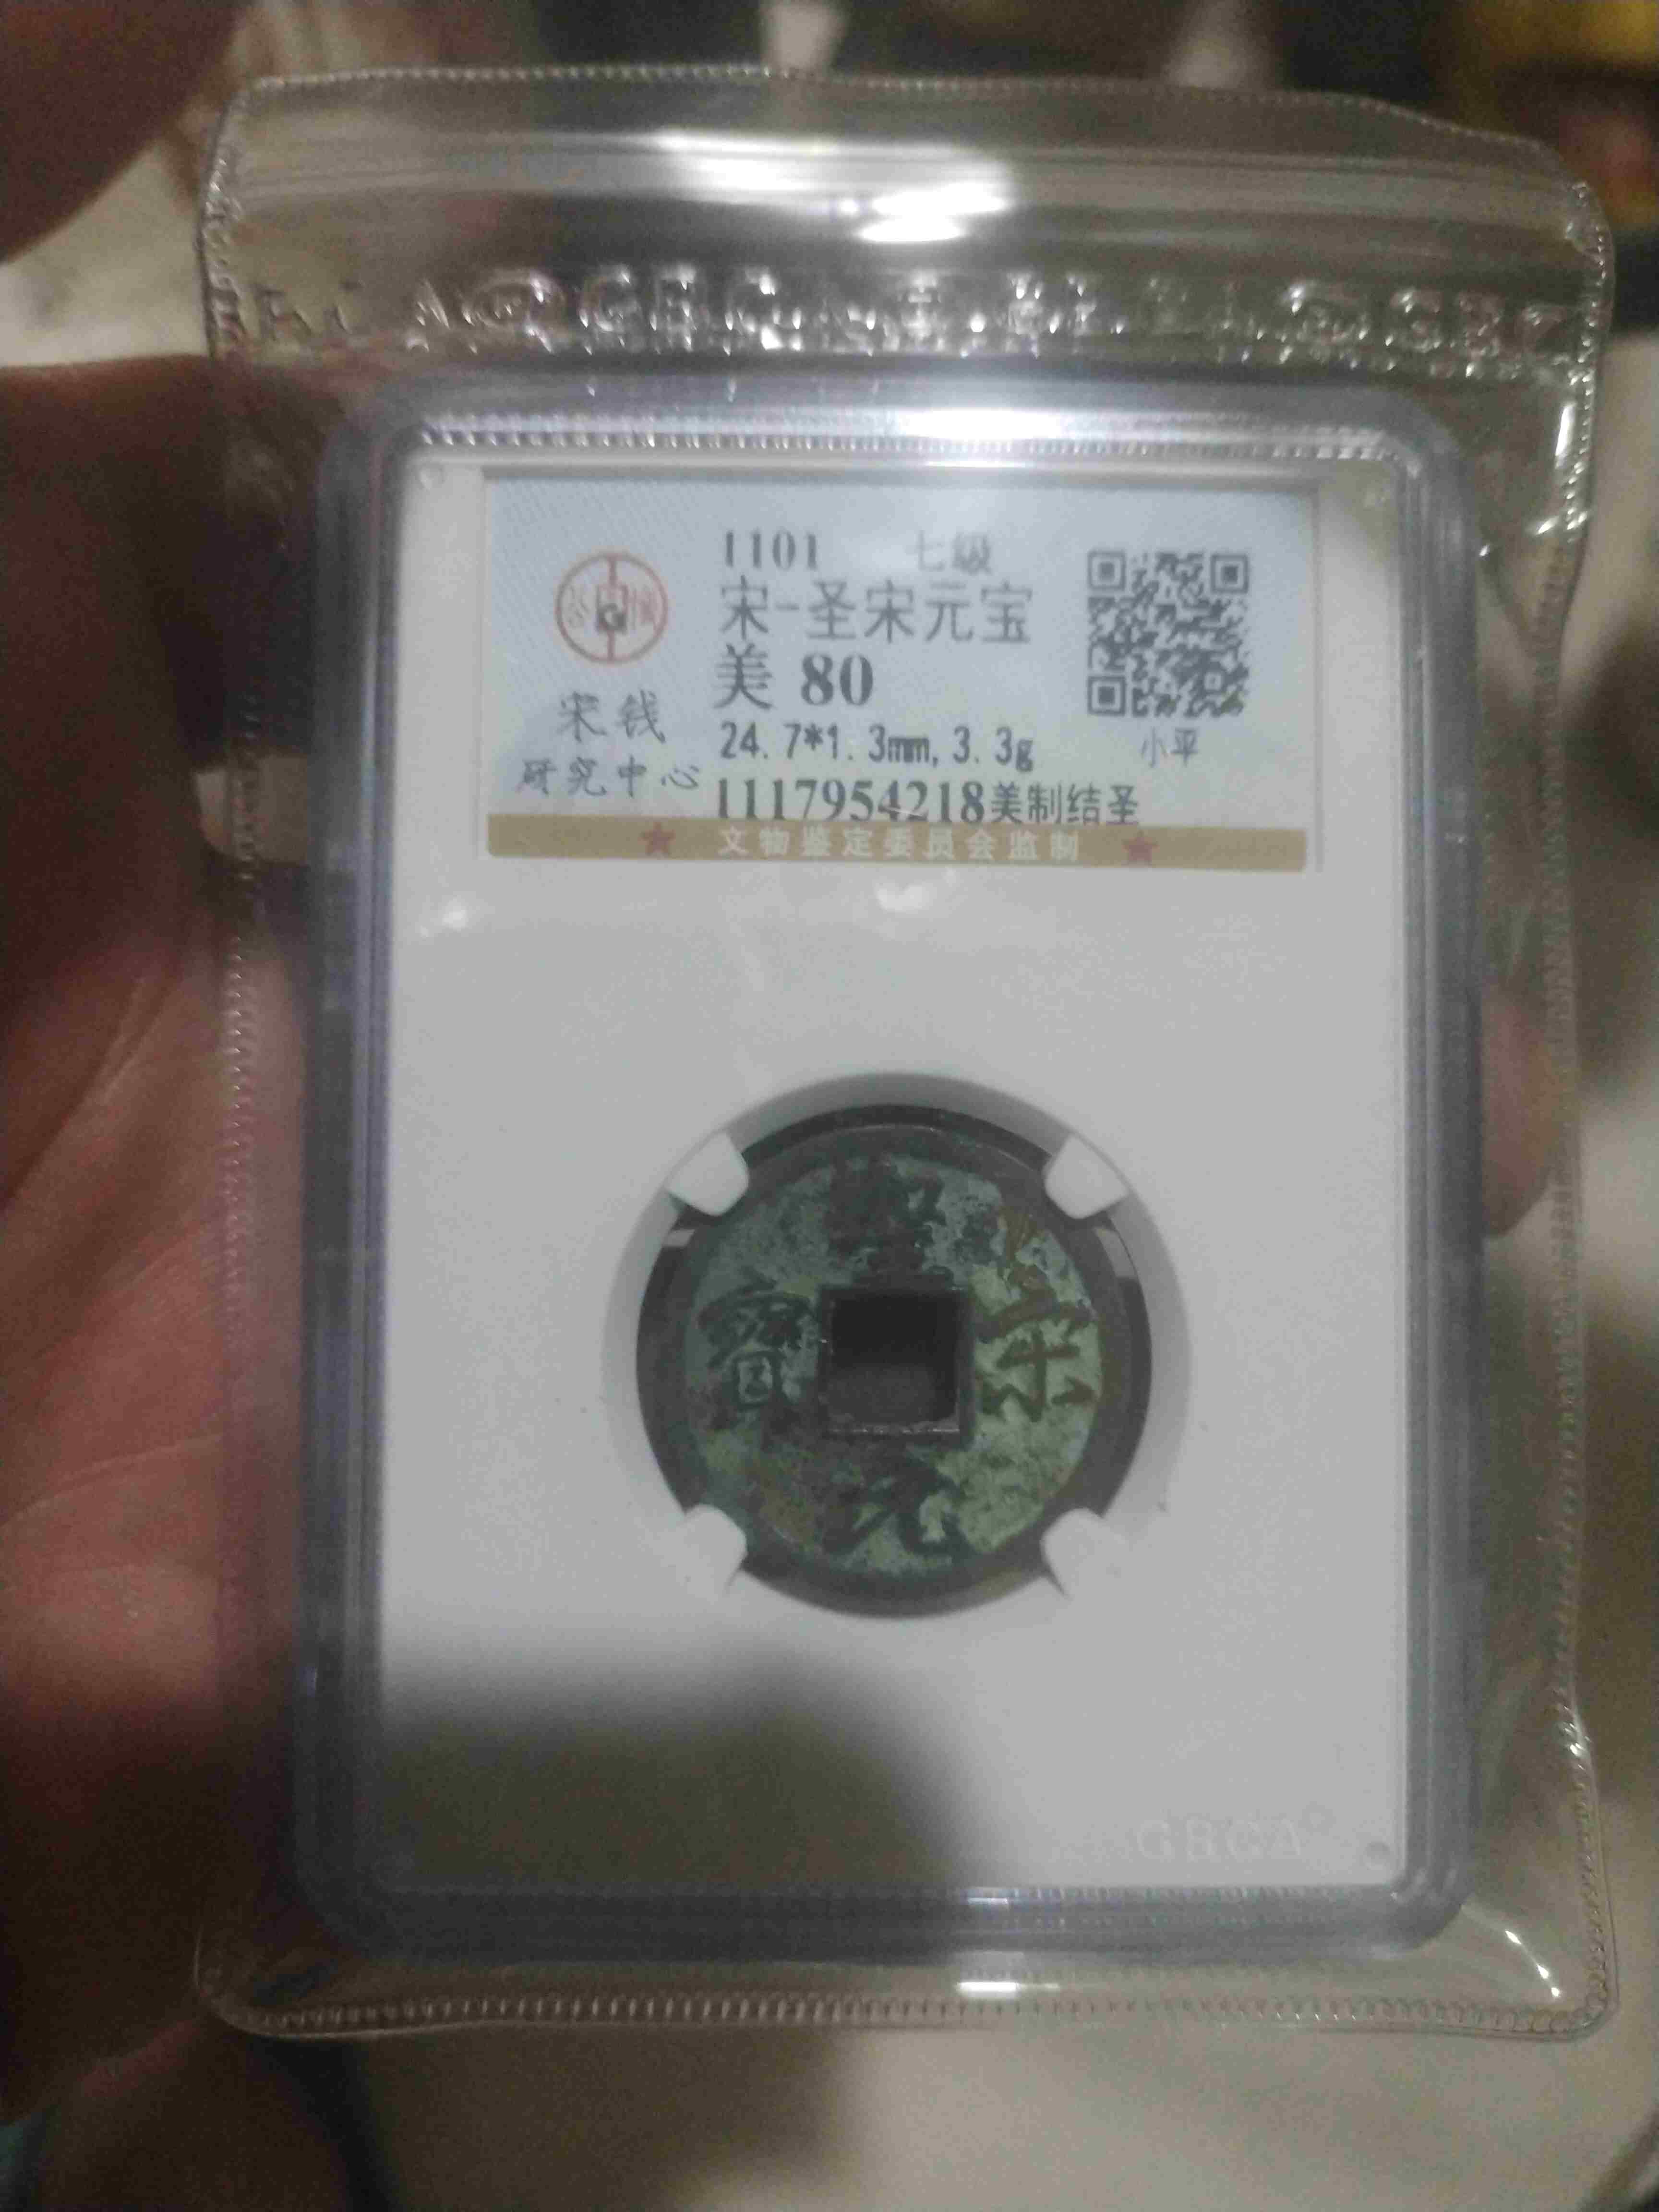 1101 七级
宋-圣宋元宝
美 80
24.7*1.3mm,3.3g
1117954218美制结圣
宋钱
研究中心
小平
文物鉴定委员会监制
聖
宋
元
寳